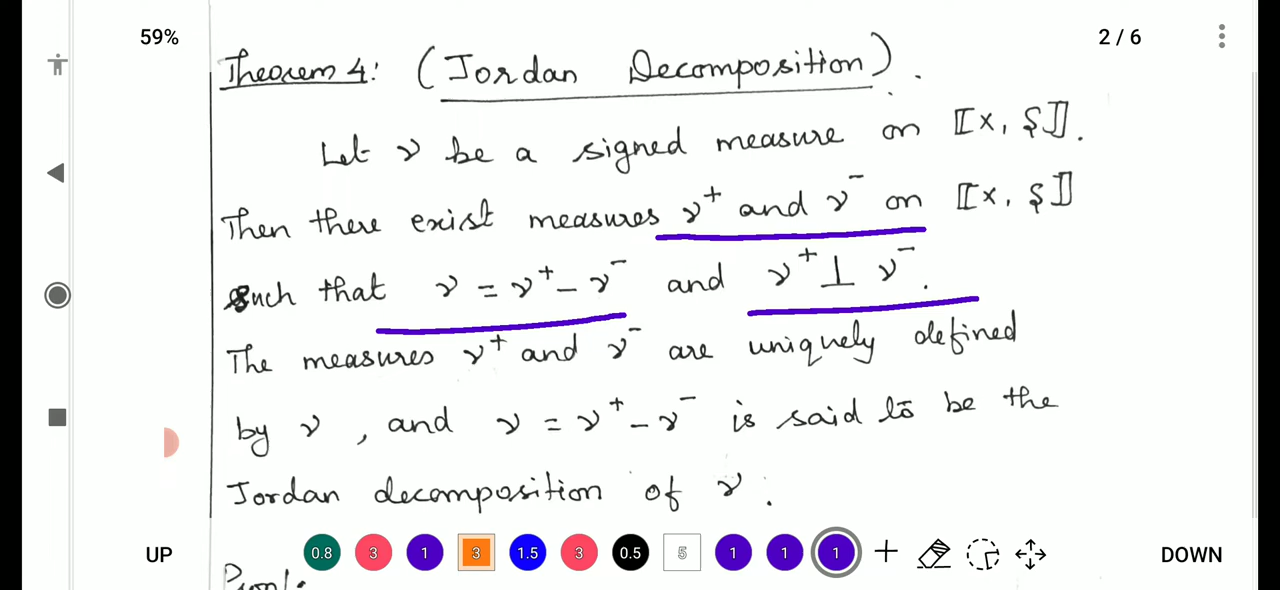 59%
2 / 6
Theorem 4: (Jordan Decomposition).
Let ν be a signed measure on [[X, S]].
Then there exist measures ν⁺ and ν⁻ on [[X, S]]
such that ν = ν⁺ - ν⁻ and ν⁺ ⊥ ν⁻.
The measures ν⁺ and ν⁻ are uniquely defined
by ν, and ν = ν⁺ - ν⁻ is said to be the
Jordan decomposition of ν.
UP 0.8 3 1 3 1.5 3 0.5 5 1 1 1 DOWN
Proof: